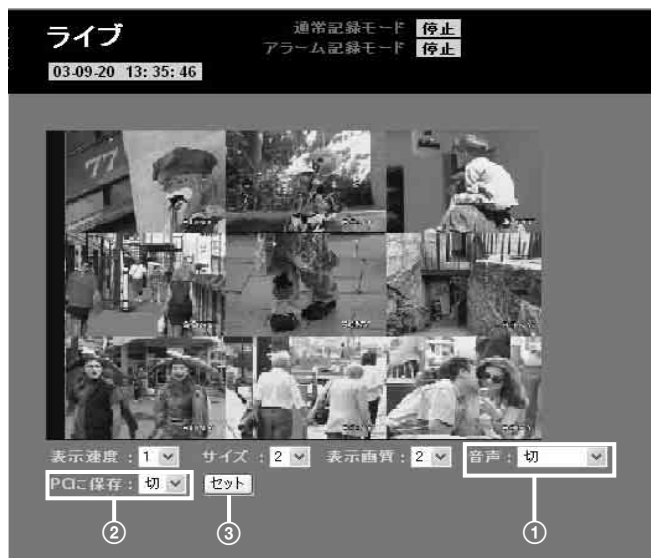 ライブ
通常記録モード 停止
アラーム記録モード 停止
03-09-20 13:35:46
77
表示速度：1 サイズ：2 表示画質：2 音声：切
PCに保存：切 セット
② ③ ①